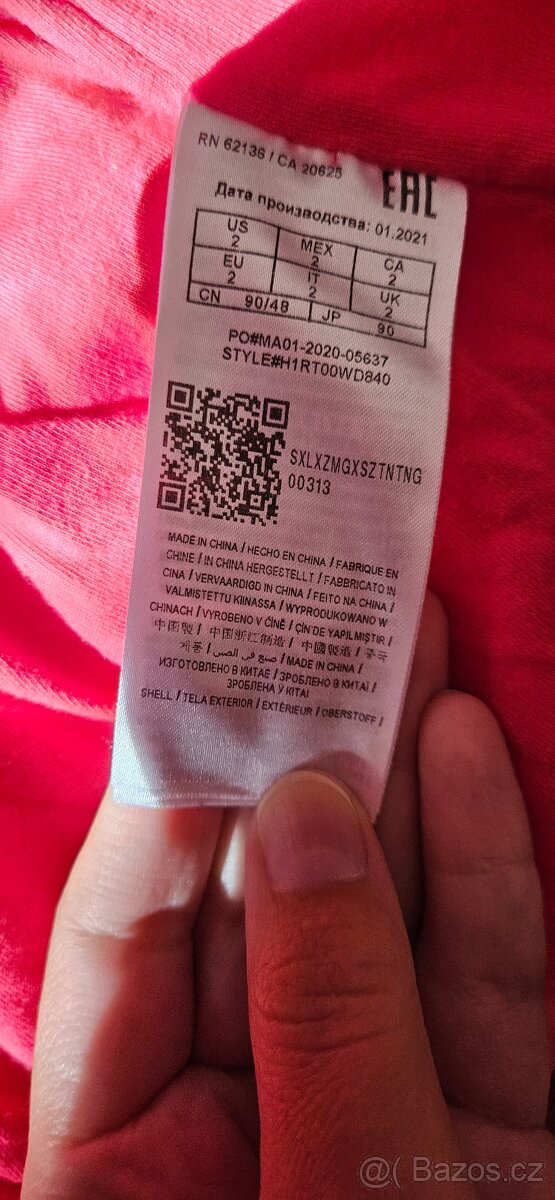 RN 62136 / CA 20625
EAC
Дата производства: 01.2021
US 2 MEX 2 CA 2
EU 2 IT 2 UK 2
CN 90/48 JP 90
PO#MA01-2020-05637
STYLE#H1RT00WD840
SXLXZMGXSZTNTNG
00313
MADE IN CHINA / HECHO EN CHINA / FABRIQUE EN
CHINE / IN CHINA HERGESTELLT / FABBRICATO IN
CINA / VERVAARDIGD IN CHINA / FEITO NA CHINA /
VALMISTETTU KIINASSA / WYPRODUKOWANO W
CHINACH / VYROBENO V ČÍNĚ / ÇİN'DE YAPILMIŞTIR /
中国製 / 中国浙江制造 / 中國製造 / 중국
제품 / صنع في الصين / MADE IN CHINA /
ИЗГОТОВЛЕНО В КИТАЕ / ЗРОБЛЕНО В КИТАЇ /
ЗРОБЛЕНА У КІТАІ
SHELL / TELA EXTERIOR / EXTÉRIEUR / OBERSTOFF /
@( Bazos.cz